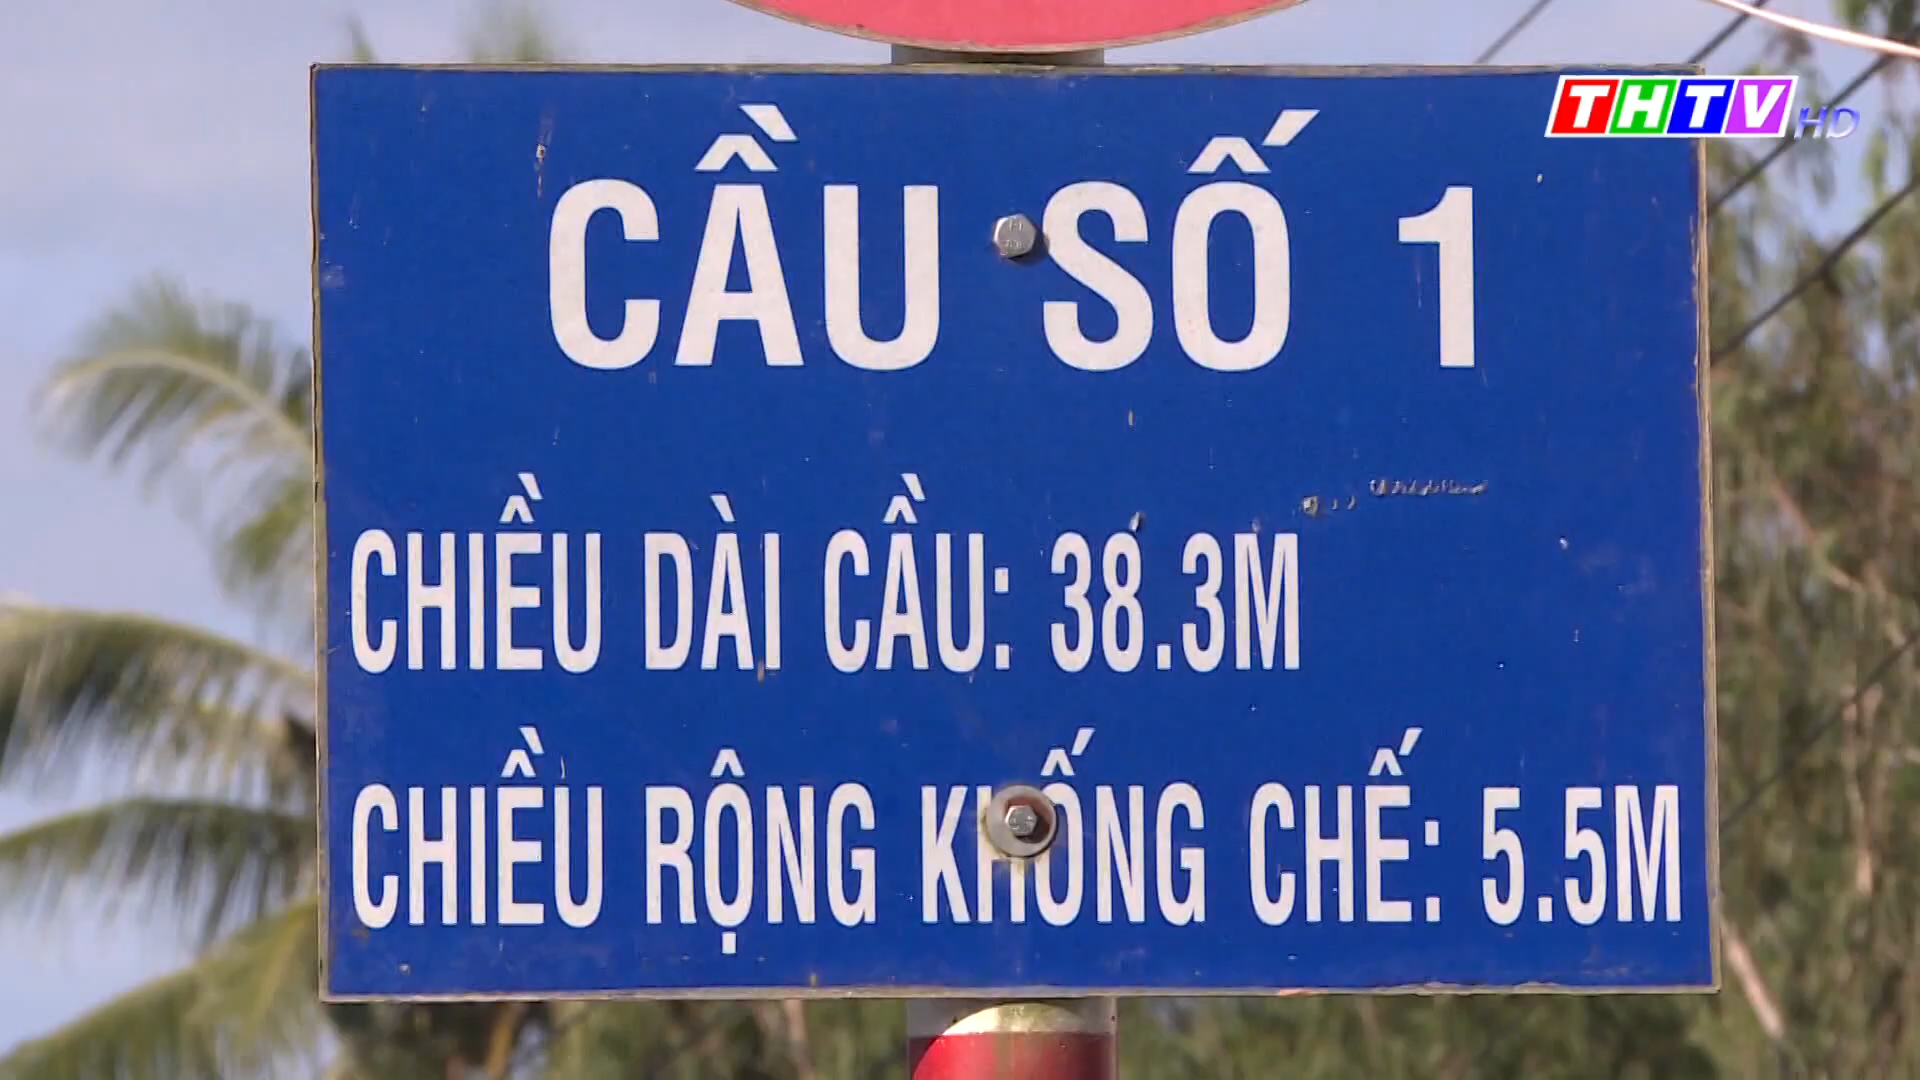 THTV HD
CẦU SỐ 1
CHIỀU DÀI CẦU: 38.3M
CHIỀU RỘNG KHỐNG CHẾ: 5.5M